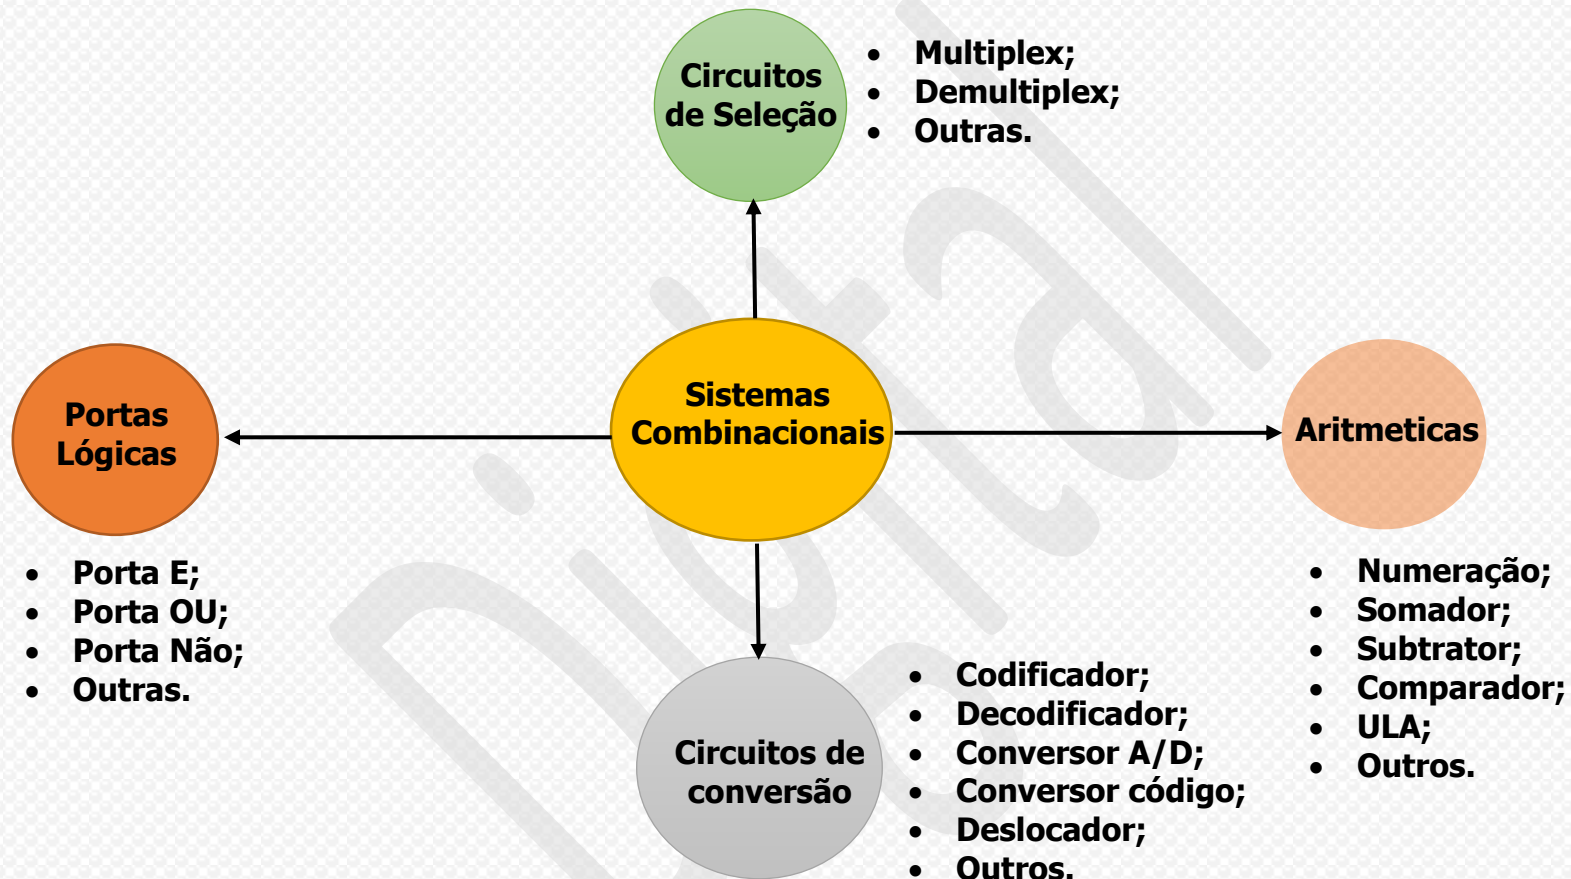 Circuitos
de Seleção
• Multiplex;
• Demultiplex;
• Outras.
Sistemas
Combinacionais
Portas
Lógicas
• Porta E;
• Porta OU;
• Porta Não;
• Outras.
Aritmeticas
• Numeração;
• Somador;
• Subtrator;
• Comparador;
• ULA;
• Outros.
Circuitos de
conversão
• Codificador;
• Decodificador;
• Conversor A/D;
• Conversor código;
• Deslocador;
• Outros.
Digital